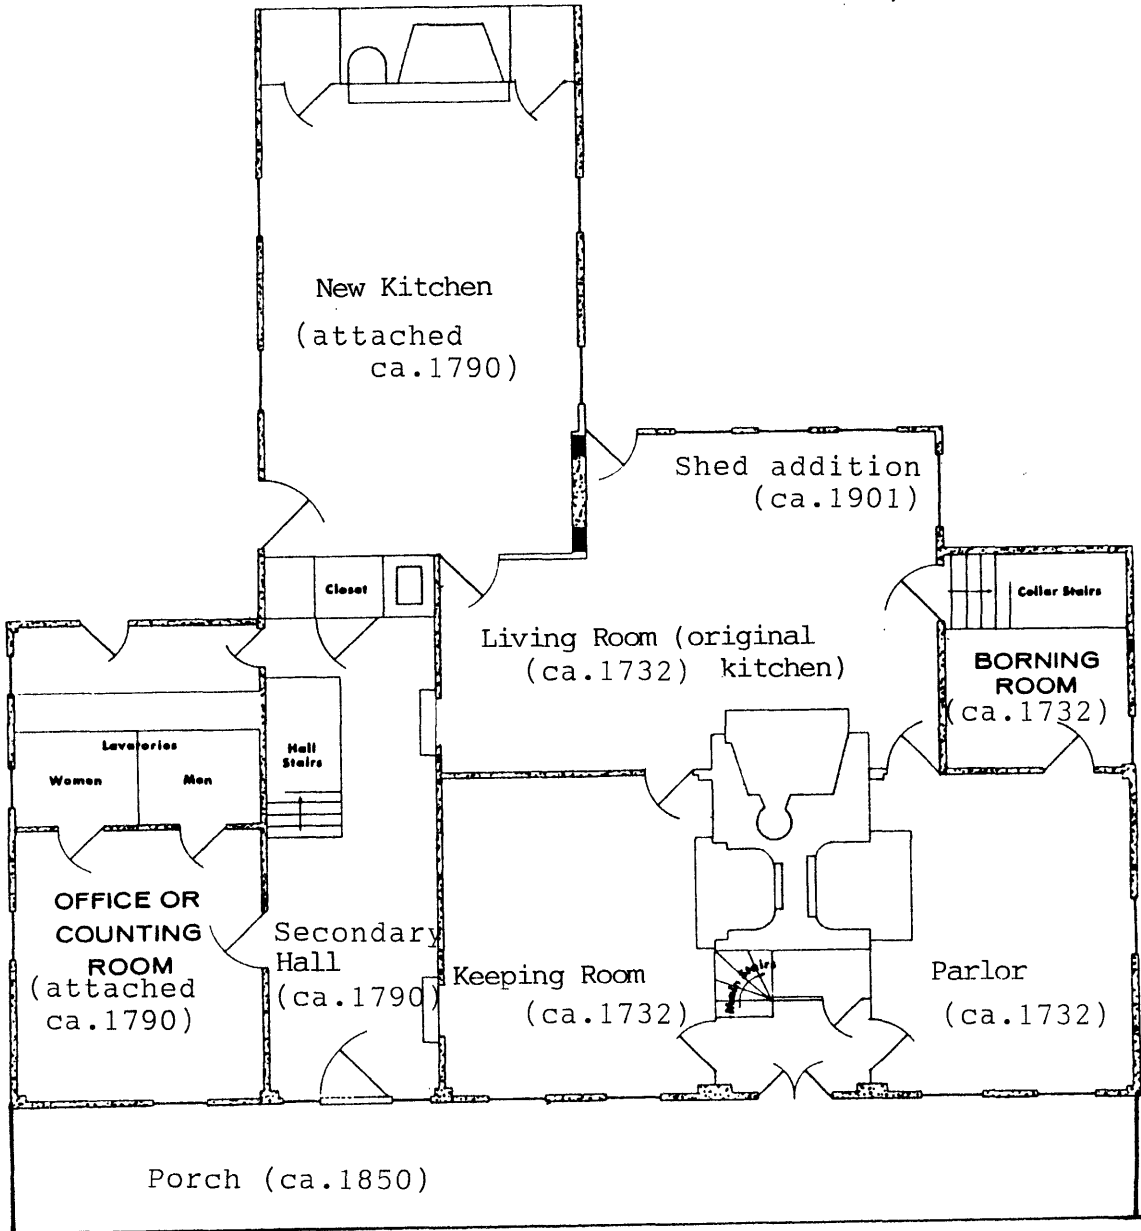 New Kitchen
(attached
ca.1790)
Shed addition
(ca.1901)
Closet
Cellar Stairs
Living Room (original
(ca.1732) kitchen)
BORNING
ROOM
(ca.1732)
Lavatories
Women
Men
Hall
Stairs
OFFICE OR
COUNTING
ROOM
(attached
ca.1790)
Secondary
Hall
(ca.1790)
Keeping Room
(ca.1732)
Main Stairs
Parlor
(ca.1732)
Porch (ca.1850)